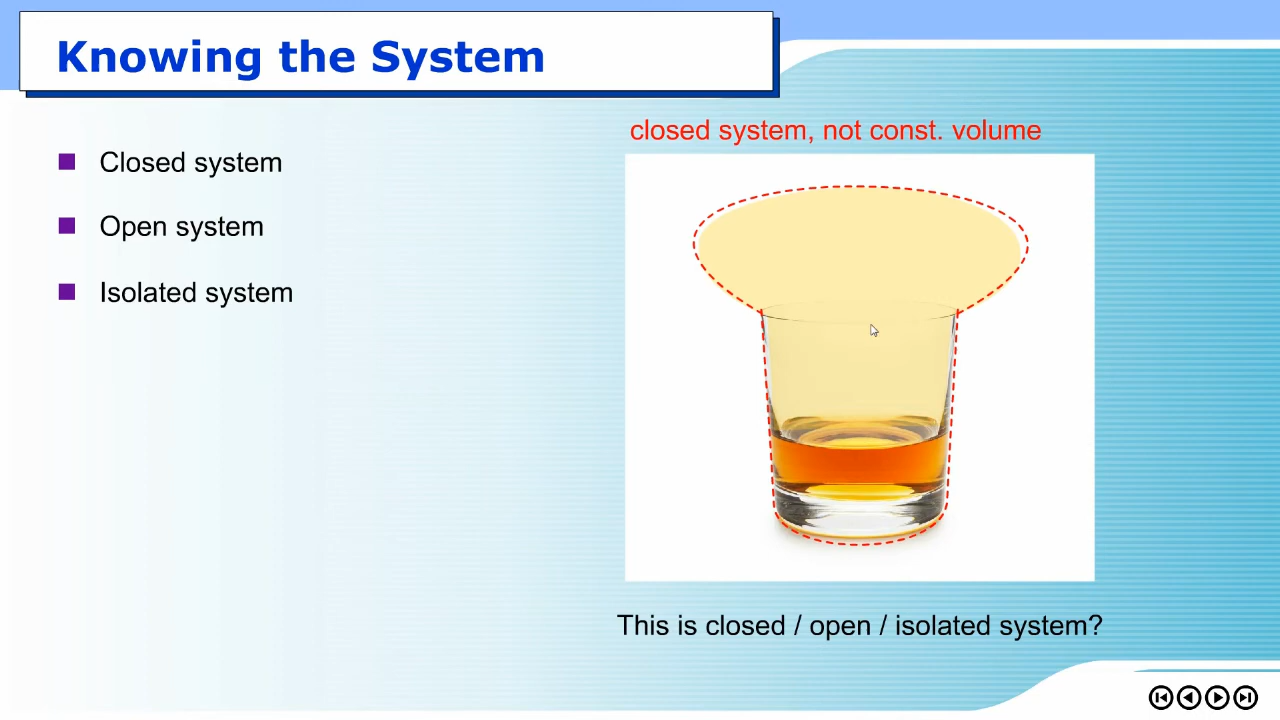 Knowing the System
Closed system
Open system
Isolated system
closed system, not const. volume
This is closed / open / isolated system?